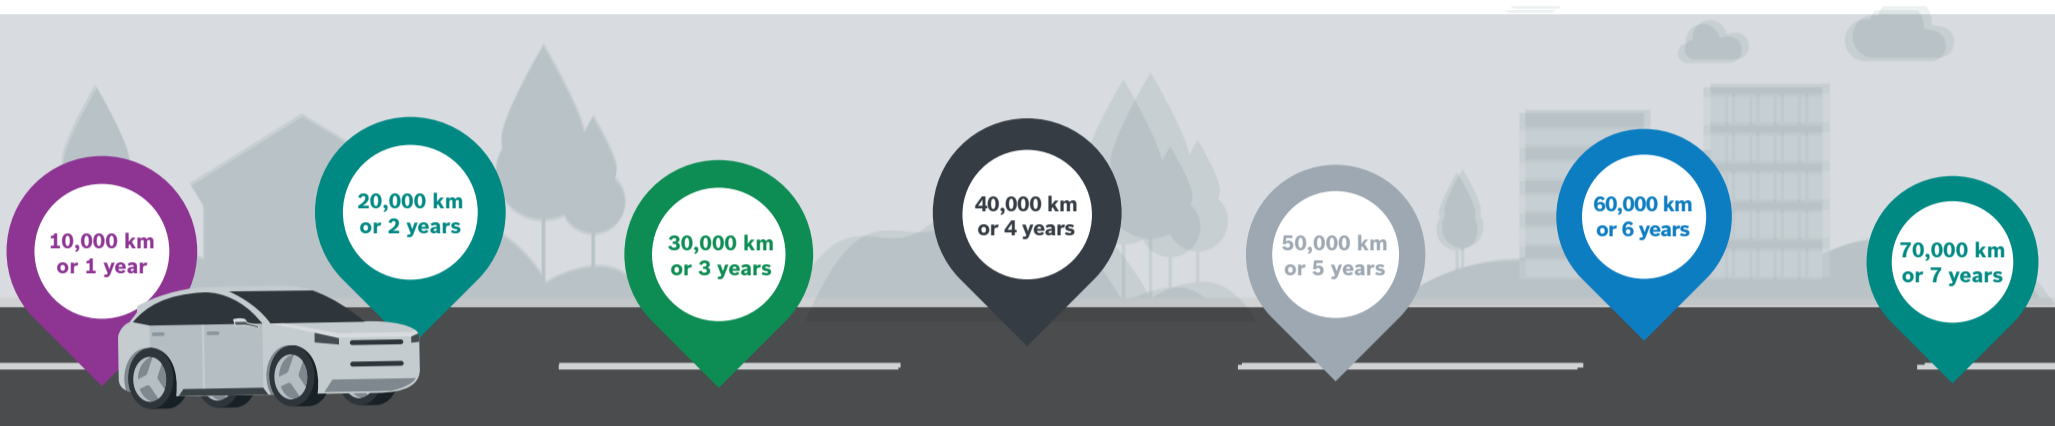 10,000 km
or 1 year
20,000 km
or 2 years
30,000 km
or 3 years
40,000 km
or 4 years
50,000 km
or 5 years
60,000 km
or 6 years
70,000 km
or 7 years